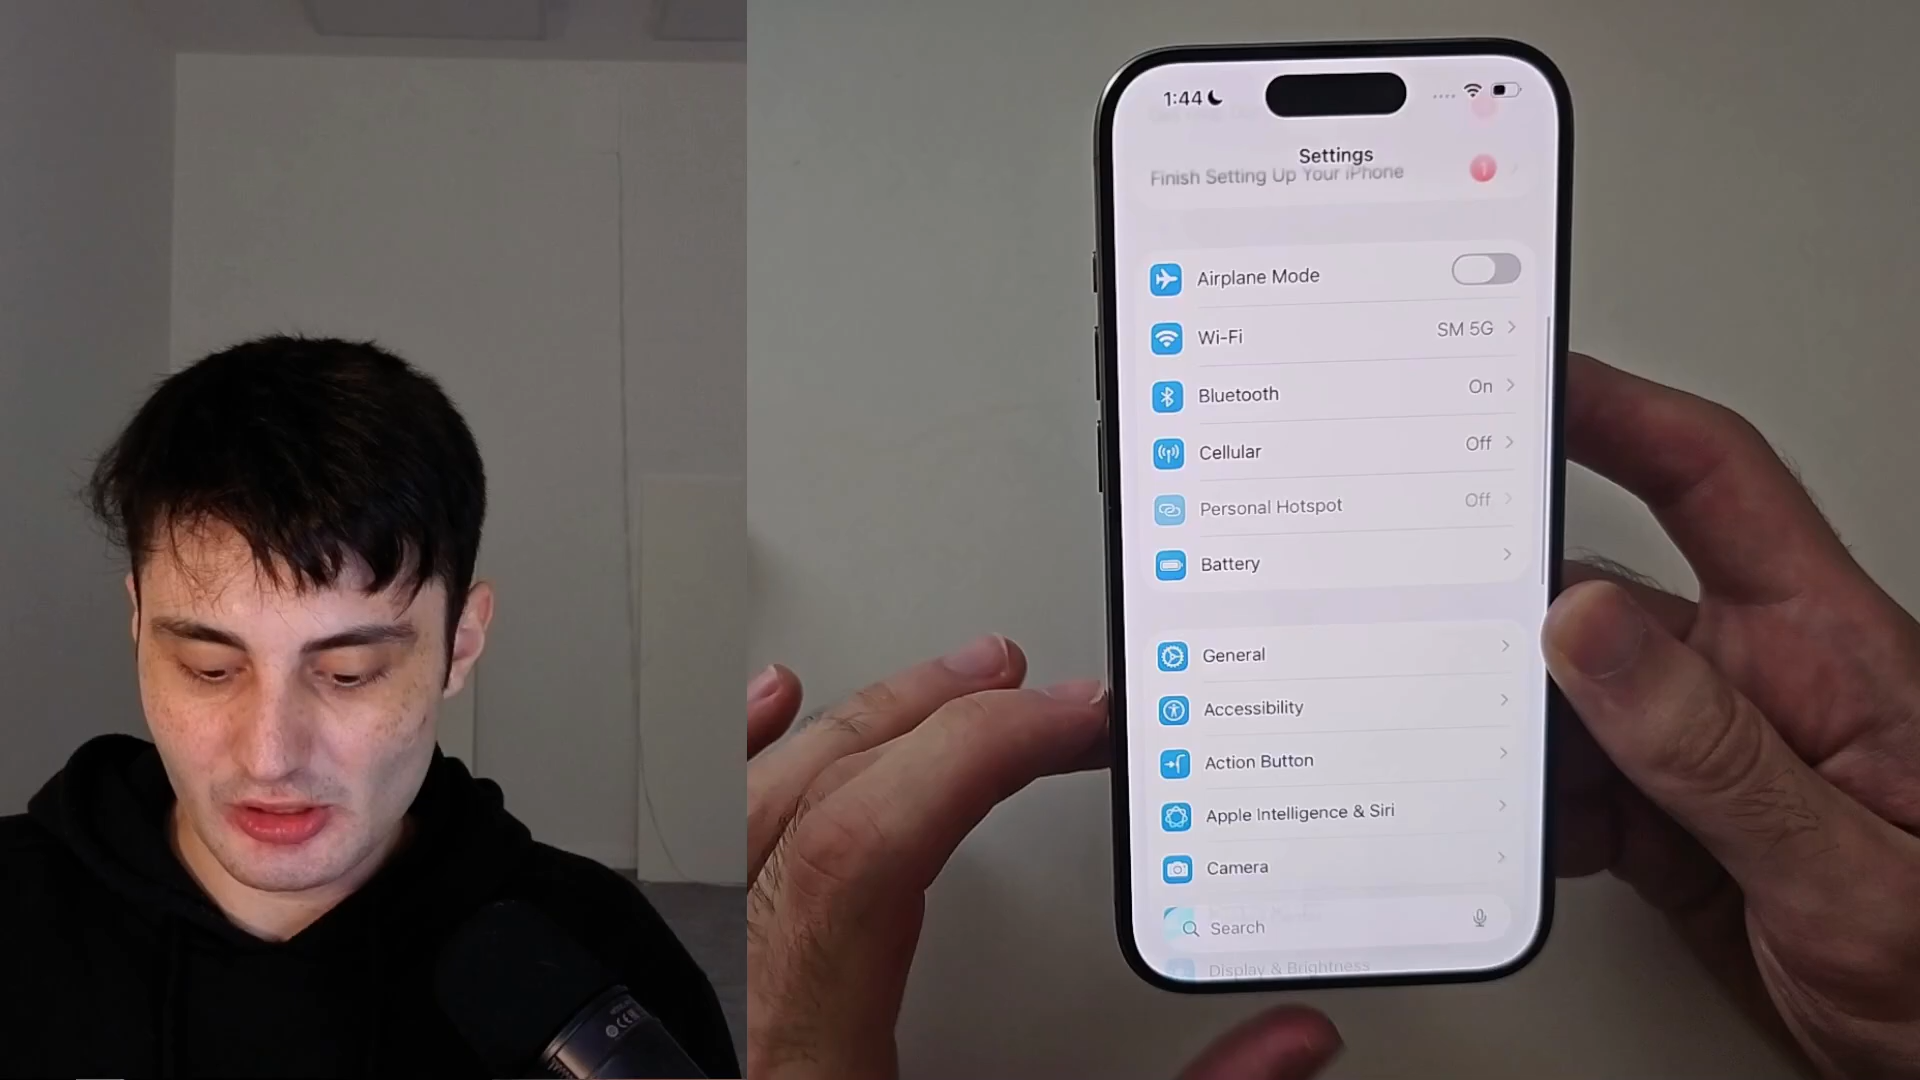 1:44
Settings
Finish Setting Up Your iPhone
1
Airplane Mode
Wi-Fi SM 5G
Bluetooth On
Cellular Off
Personal Hotspot Off
Battery
General
Accessibility
Action Button
Apple Intelligence & Siri
Camera
Search
Display & Brightness